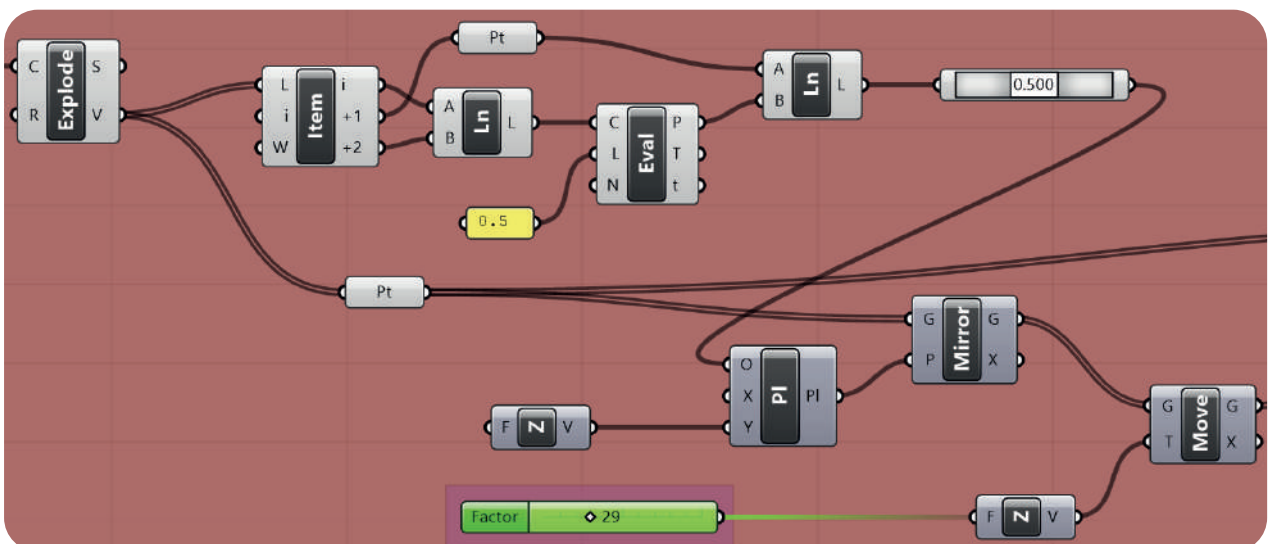 C
R
Explode
S
V
L
i
W
Item
i
+1
+2
Pt
A
B
Ln
L
0.5
C
L
N
Eval
P
T
t
A
B
Ln
L
0.500
Pt
F
Z
V
O
X
Y
Pl
Pl
G
P
Mirror
G
X
G
T
Move
G
X
Factor
29
F
Z
V